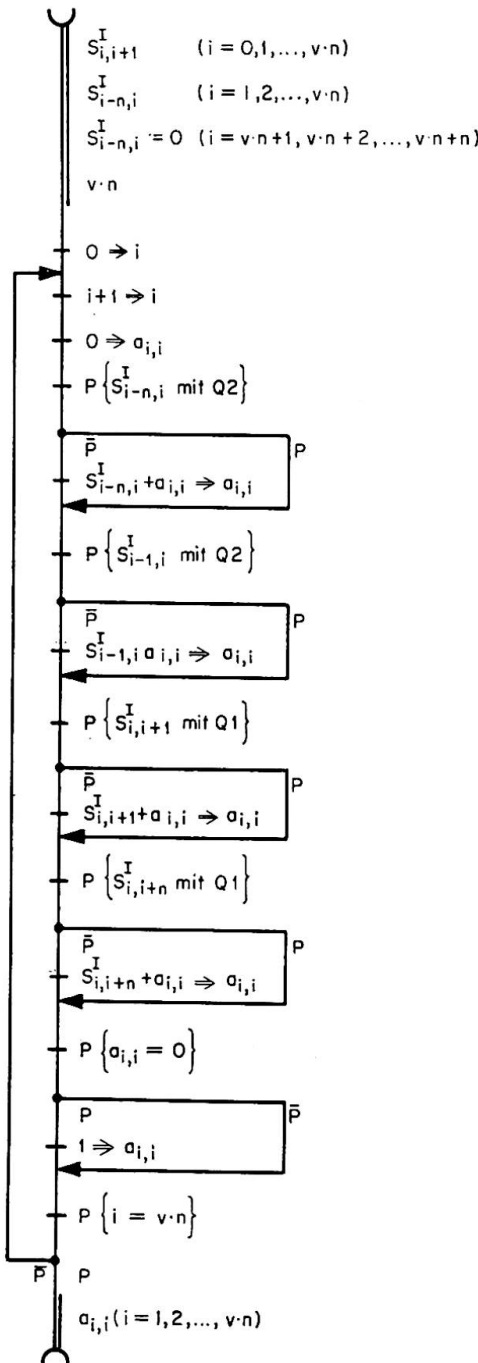 S^I_{i,i+1} (i = 0,1,..., v·n)
S^I_{i-n,i} (i = 1,2,..., v·n)
S^I_{i-n,i} = 0 (i = v·n+1, v·n+2,..., v·n+n)
v·n
0 ⇒ i
i+1 ⇒ i
0 ⇒ a_{i,i}
P {S^I_{i-n,i} mit Q2}
P̅ P
S^I_{i-n,i} + a_{i,i} ⇒ a_{i,i}
P {S^I_{i-1,i} mit Q2}
P̅ P
S^I_{i-1,i} a_{i,i} ⇒ a_{i,i}
P {S^I_{i,i+1} mit Q1}
P̅ P
S^I_{i,i+1} + a_{i,i} ⇒ a_{i,i}
P {S^I_{i,i+n} mit Q1}
P̅ P
S^I_{i,i+n} + a_{i,i} ⇒ a_{i,i}
P {a_{i,i} = 0}
P P̅
1 ⇒ a_{i,i}
P {i = v·n}
P̅ P
a_{i,i} (i = 1,2,..., v·n)